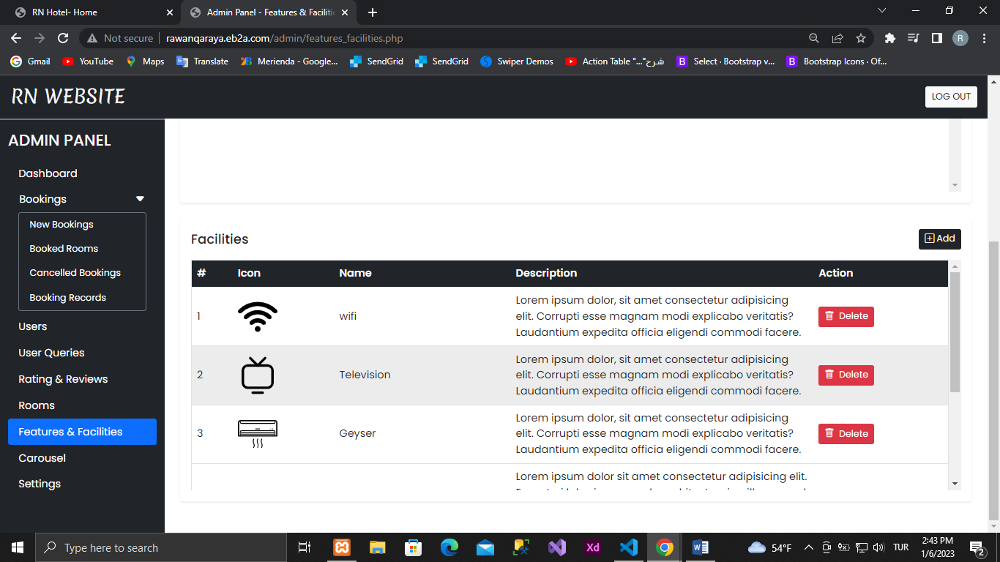 RN Hotel- Home
Admin Panel - Features & Faciliti
Not secure
rawanqaraya.eb2a.com/admin/features_facilities.php
R
Gmail
YouTube
Maps
Translate
Merienda - Google...
SendGrid
SendGrid
Swiper Demos
Action Table "..."شرح
Select · Bootstrap v...
Bootstrap Icons · Of...
RN WEBSITE
LOG OUT
ADMIN PANEL
Dashboard
Bookings
New Bookings
Booked Rooms
Cancelled Bookings
Booking Records
Users
User Queries
Rating & Reviews
Rooms
Features & Facilities
Carousel
Settings
Facilities
Add
# Icon Name Description Action
1 wifi
Lorem ipsum dolor, sit amet consectetur adipisicing
elit. Corrupti esse magnam modi explicabo veritatis?
Laudantium expedita officia eligendi commodi facere.
Delete
2 Television
Lorem ipsum dolor, sit amet consectetur adipisicing
elit. Corrupti esse magnam modi explicabo veritatis?
Laudantium expedita officia eligendi commodi facere.
Delete
3 Geyser
Lorem ipsum dolor, sit amet consectetur adipisicing
elit. Corrupti esse magnam modi explicabo veritatis?
Laudantium expedita officia eligendi commodi facere.
Delete
Lorem ipsum dolor sit amet consectetur adipisicing elit.
Type here to search
Xd
54°F
TUR
2:43 PM
1/6/2023
2